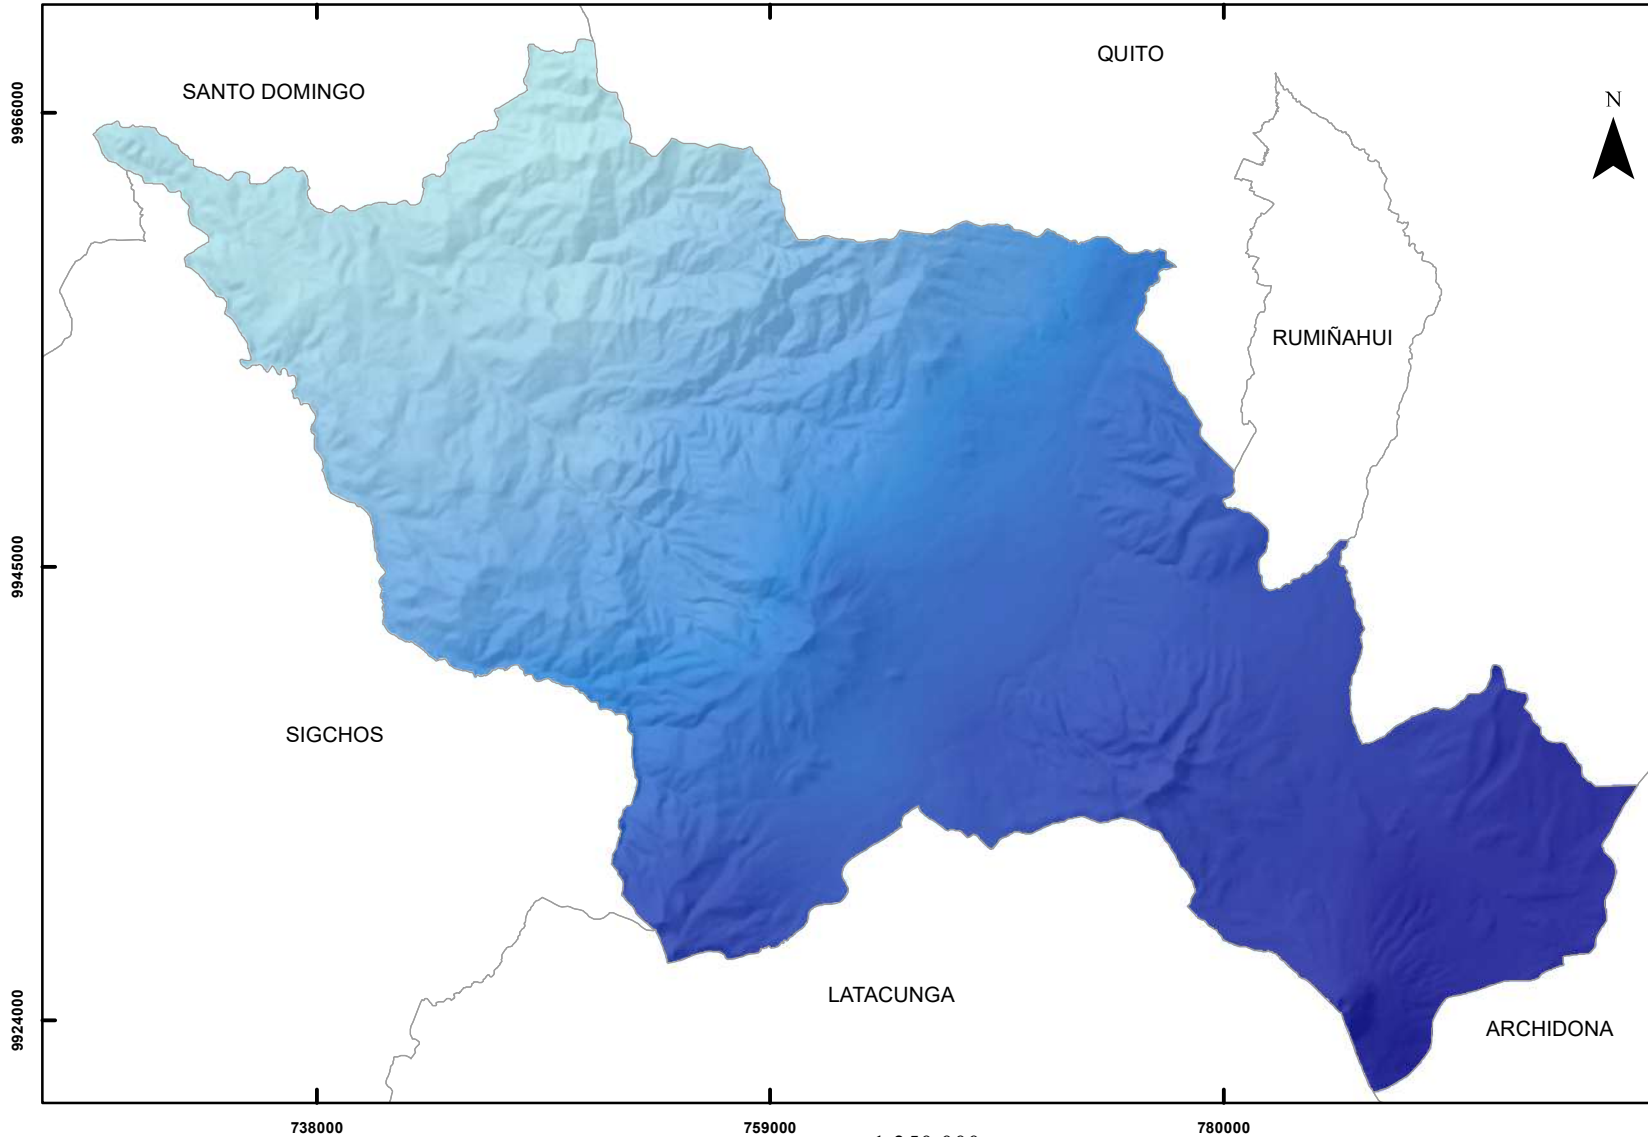 QUITO
SANTO DOMINGO
N
9966000
RUMIÑAHUI
9945000
SIGCHOS
LATACUNGA
9924000
ARCHIDONA
738000
759000
780000